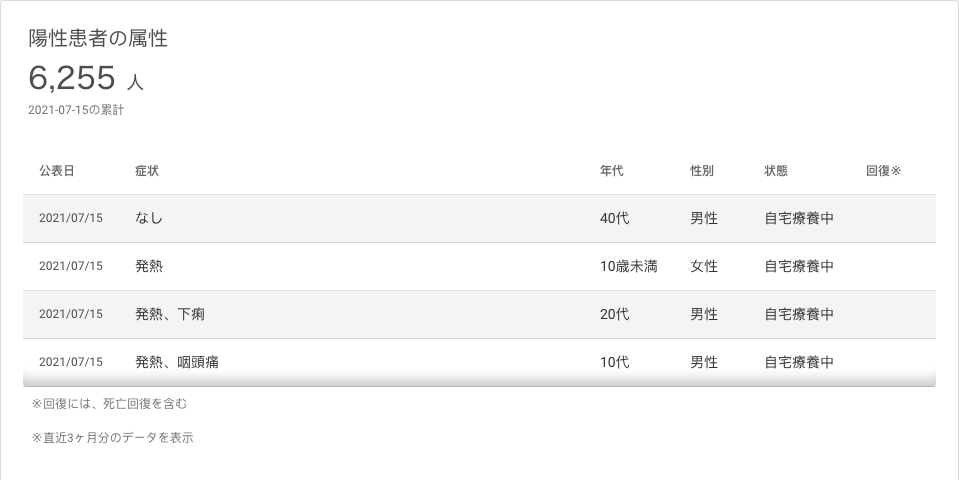 陽性患者の属性
6,255 人
2021-07-15の累計
公表日 症状 年代 性別 状態 回復※
2021/07/15 なし 40代 男性 自宅療養中
2021/07/15 発熱 10歳未満 女性 自宅療養中
2021/07/15 発熱、下痢 20代 男性 自宅療養中
2021/07/15 発熱、咽頭痛 10代 男性 自宅療養中
※回復には、死亡回復を含む
※直近3ヶ月分のデータを表示